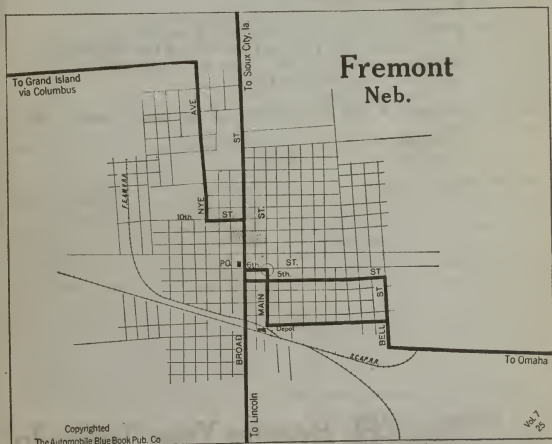 Fremont
Neb.
To Grand Island
via Columbus
To Sioux City, Ia.
AVE
NYE
10th.
ST.
ST
ST.
PO.
6th
ST.
5th.
ST
ST
MAIN
Depot
BELL
BROAD
To Omaha
To Lincoln
Copyrighted
The Automobile Blue Book Pub. Co
Vol. 7
25